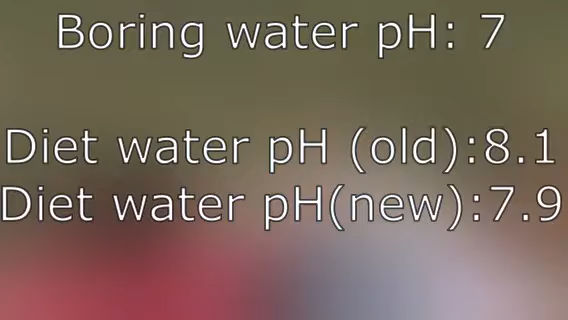 Boring water pH: 7
Diet water pH (old):8.1
Diet water pH(new):7.9